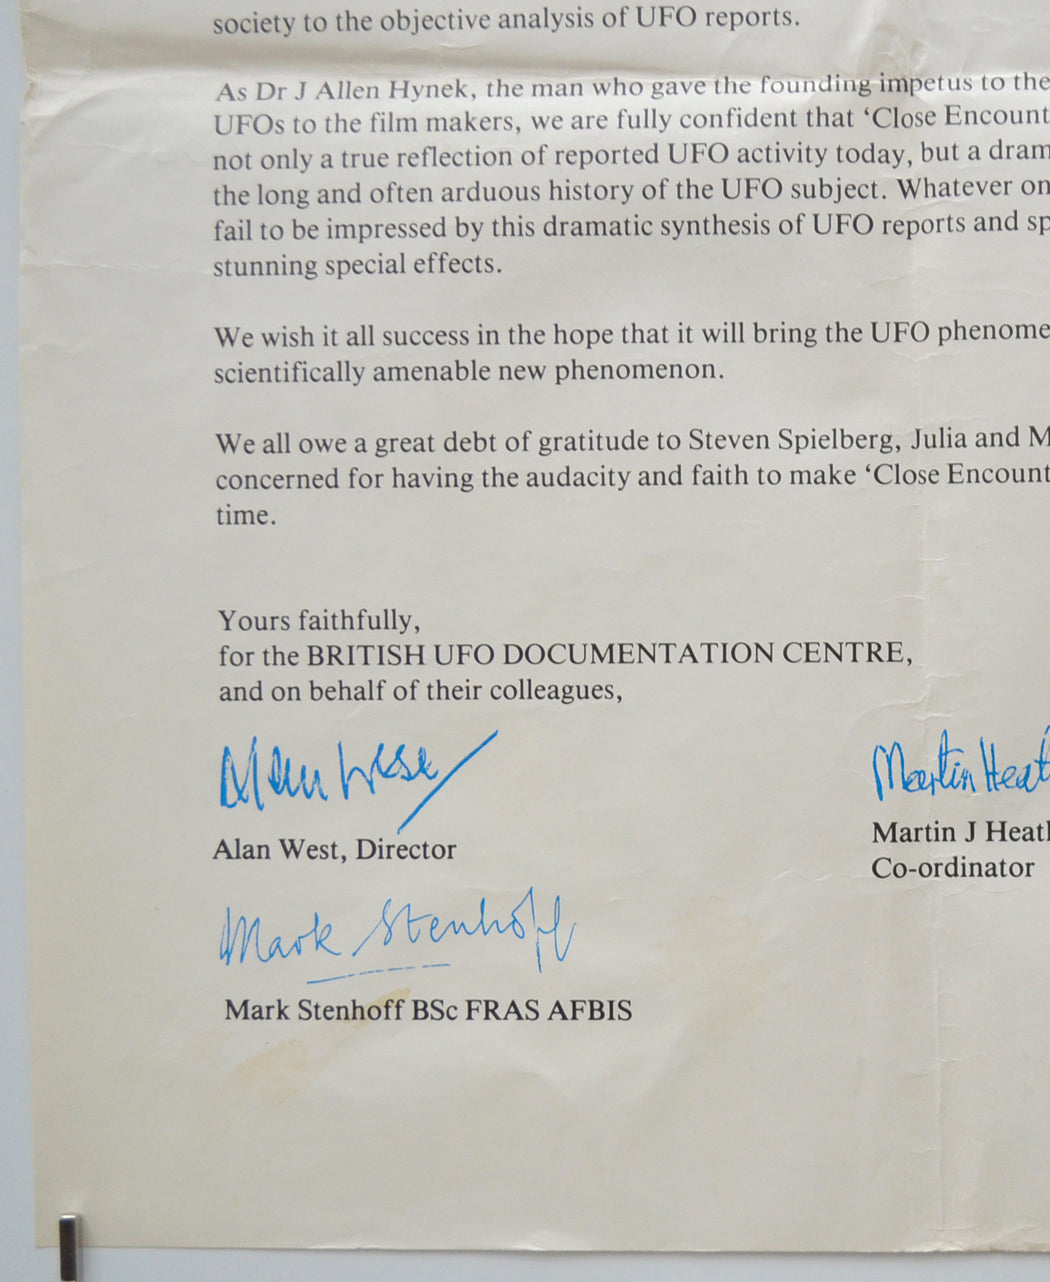 society to the objective analysis of UFO reports.
As Dr J Allen Hynek, the man who gave the founding impetus to the
UFOs to the film makers, we are fully confident that ‘Close Encount
not only a true reflection of reported UFO activity today, but a dram
the long and often arduous history of the UFO subject. Whatever on
fail to be impressed by this dramatic synthesis of UFO reports and sp
stunning special effects.
We wish it all success in the hope that it will bring the UFO phenome
scientifically amenable new phenomenon.
We all owe a great debt of gratitude to Steven Spielberg, Julia and M
concerned for having the audacity and faith to make ‘Close Encount
time.
Yours faithfully,
for the BRITISH UFO DOCUMENTATION CENTRE,
and on behalf of their colleagues,
Alan West Martin Heat
Alan West, Director Martin J Heath
Co-ordinator
Mark Stenhoff
Mark Stenhoff BSc FRAS AFBIS